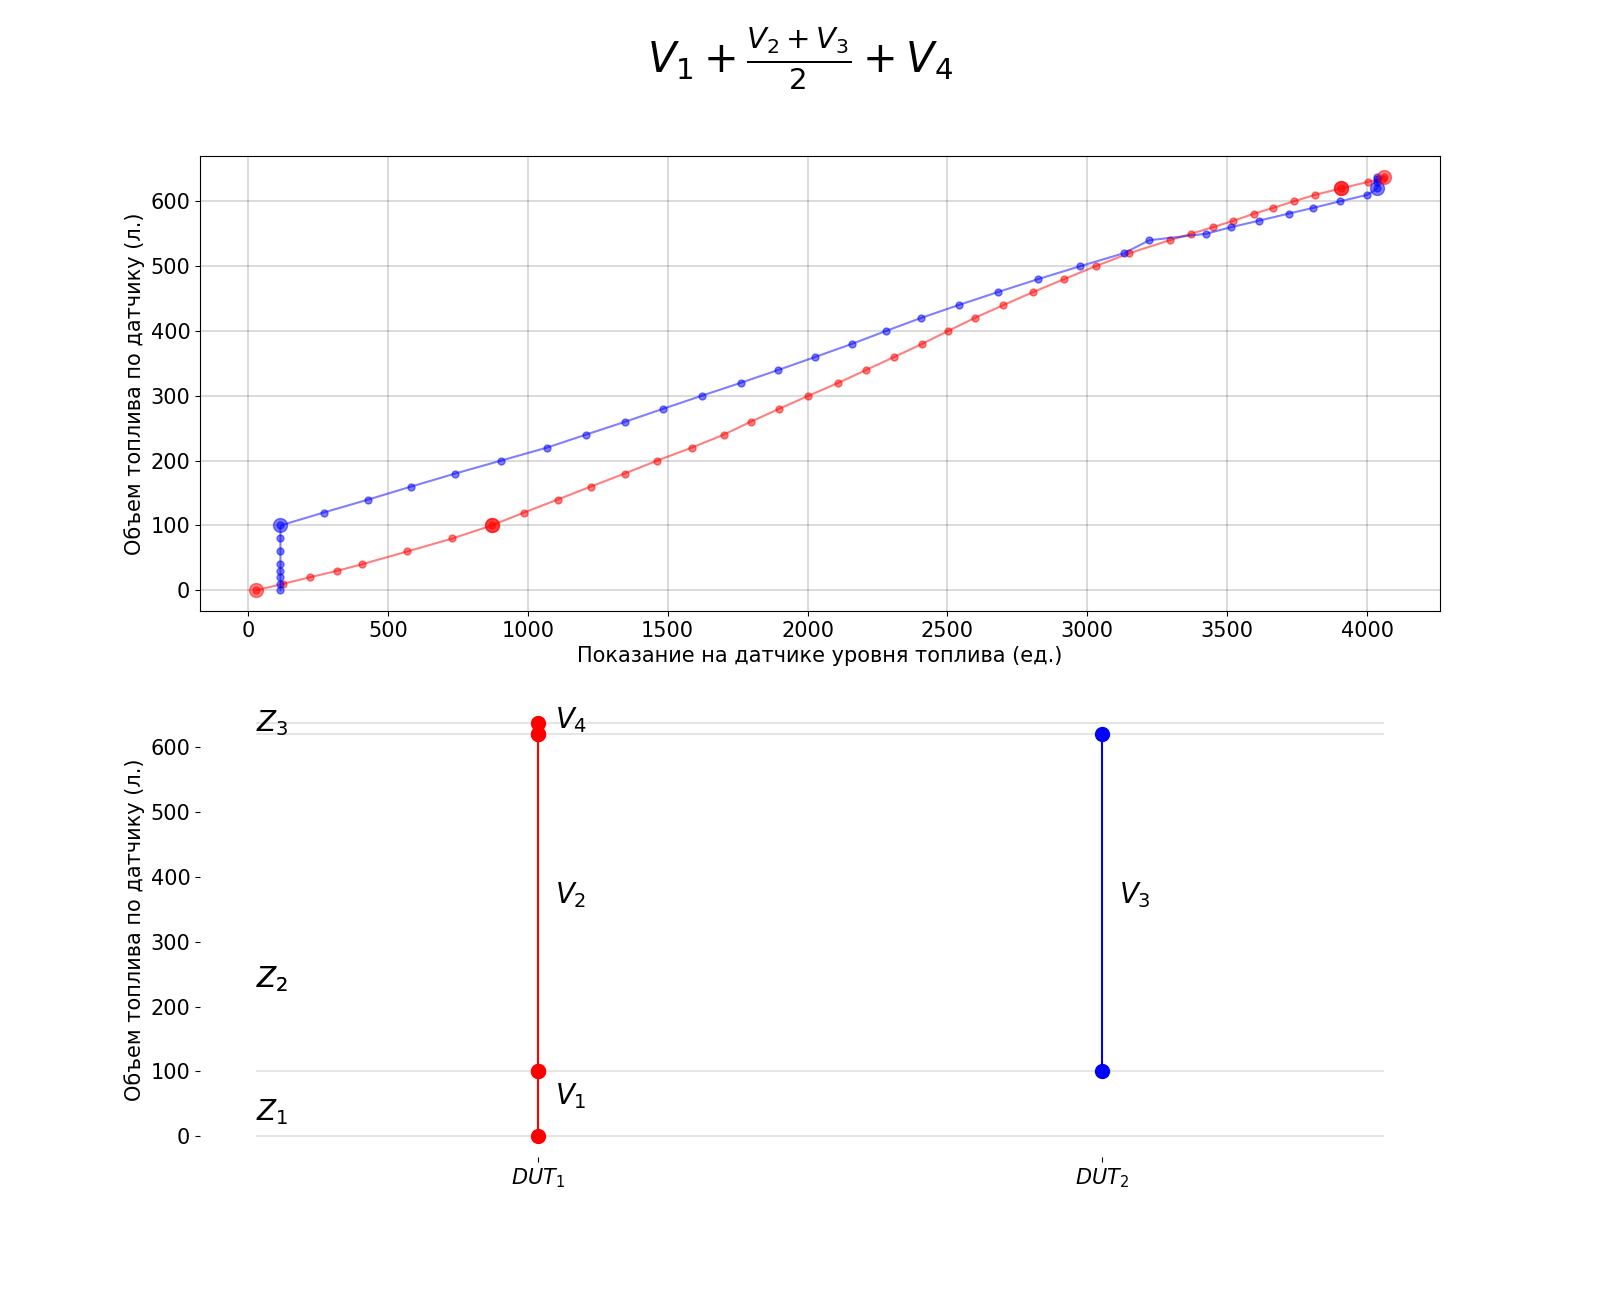 V₁ + (V₂ + V₃)/2 + V₄
Объем топлива по датчику (л.)
600
500
400
300
200
100
0
0 500 1000 1500 2000 2500 3000 3500 4000
Показание на датчике уровня топлива (ед.)
Объем топлива по датчику (л.)
Z₃ V₄
600
500
400
V₂ V₃
300
Z₂
200
100
V₁
Z₁
0
DUT₁ DUT₂